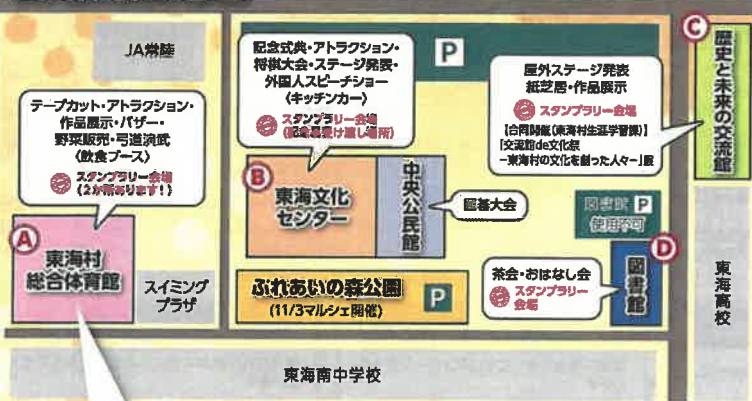 JA常陸
テープカット・アトラクション・
作品展示・バザー・
野菜販売・弓道演武
〈飲食ブース〉
スタンプラリー会場
(2か所あります!)
A
東海村
総合体育館
スイミング
プラザ
記念式典・アトラクション・
将棋大会・ステージ発表・
外国人スピーチショー
〈キッチンカー〉
スタンプラリー会場
(記念品受け渡し場所)
P
B
東海文化
センター
中央公民館
囲碁大会
屋外ステージ発表
紙芝居・作品展示
スタンプラリー会場
【合同開催(東海村生涯学習課)】
「交流館de文化祭
ー東海村の文化を創った人々ー」展
C
歴史と未来の交流館
図書館 P
使用不可
D
図書館
茶会・おはなし会
スタンプラリー
会場
ふれあいの森公園
(11/3マルシェ開催)
P
東海高校
東海南中学校